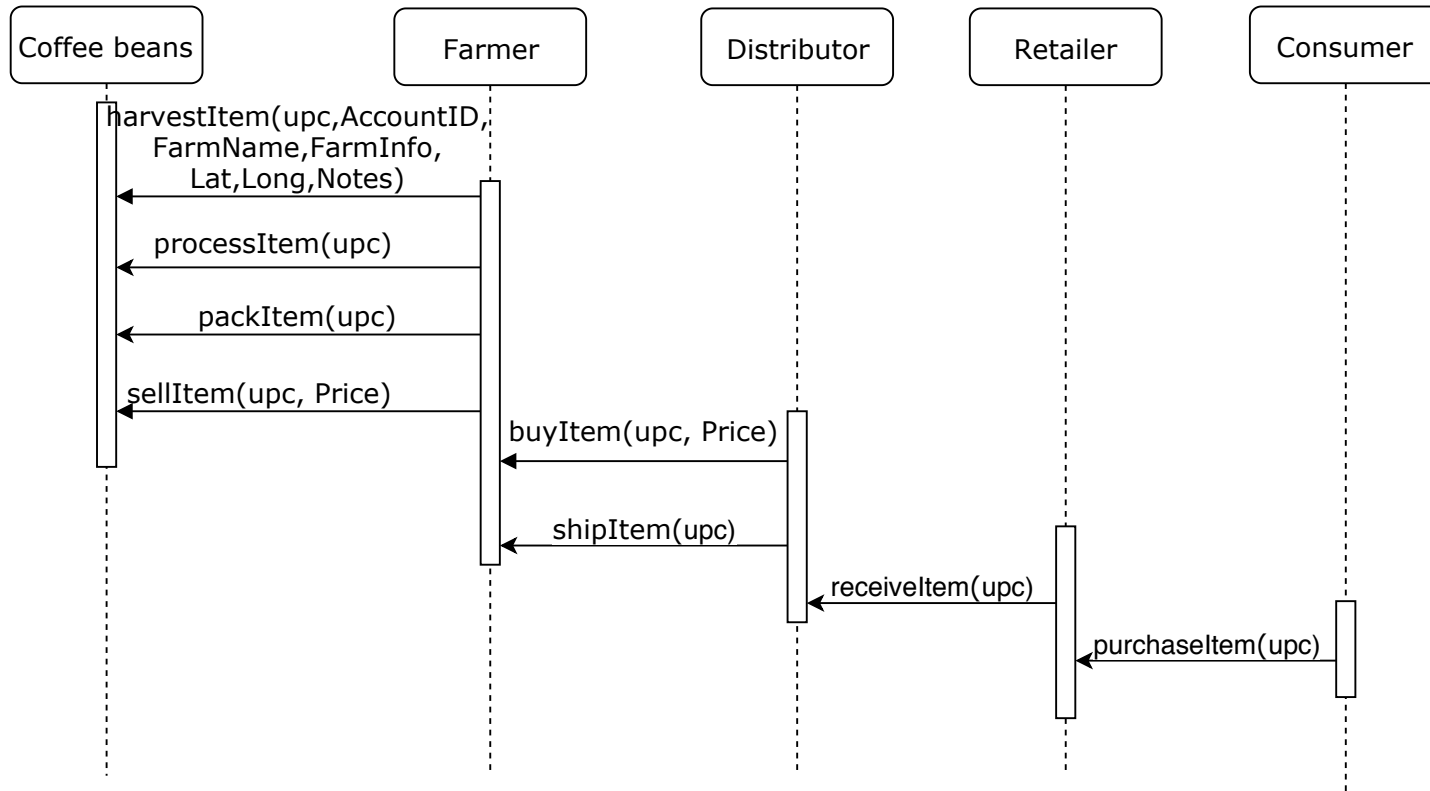 Coffee beans
Farmer
Distributor
Retailer
Consumer
harvestItem(upc,AccountID,
FarmName,FarmInfo,
Lat,Long,Notes)
processItem(upc)
packItem(upc)
sellItem(upc, Price)
buyItem(upc, Price)
shipItem(upc)
receiveItem(upc)
purchaseItem(upc)